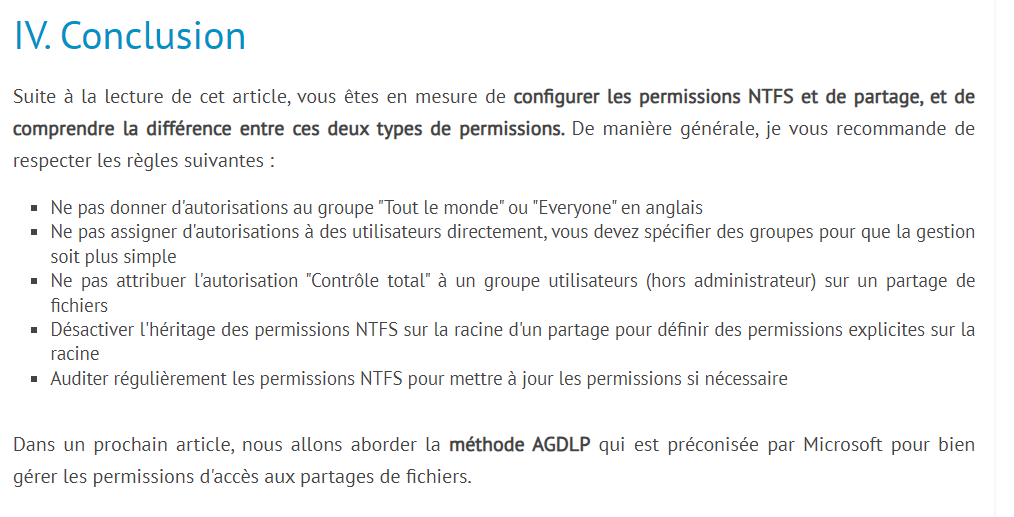 IV. Conclusion
Suite à la lecture de cet article, vous êtes en mesure de configurer les permissions NTFS et de partage, et de
comprendre la différence entre ces deux types de permissions. De manière générale, je vous recommande de
respecter les règles suivantes :
▪ Ne pas donner d'autorisations au groupe "Tout le monde" ou "Everyone" en anglais
▪ Ne pas assigner d'autorisations à des utilisateurs directement, vous devez spécifier des groupes pour que la gestion
soit plus simple
▪ Ne pas attribuer l'autorisation "Contrôle total" à un groupe utilisateurs (hors administrateur) sur un partage de
fichiers
▪ Désactiver l'héritage des permissions NTFS sur la racine d'un partage pour définir des permissions explicites sur la
racine
▪ Auditer régulièrement les permissions NTFS pour mettre à jour les permissions si nécessaire
Dans un prochain article, nous allons aborder la méthode AGDLP qui est préconisée par Microsoft pour bien
gérer les permissions d'accès aux partages de fichiers.